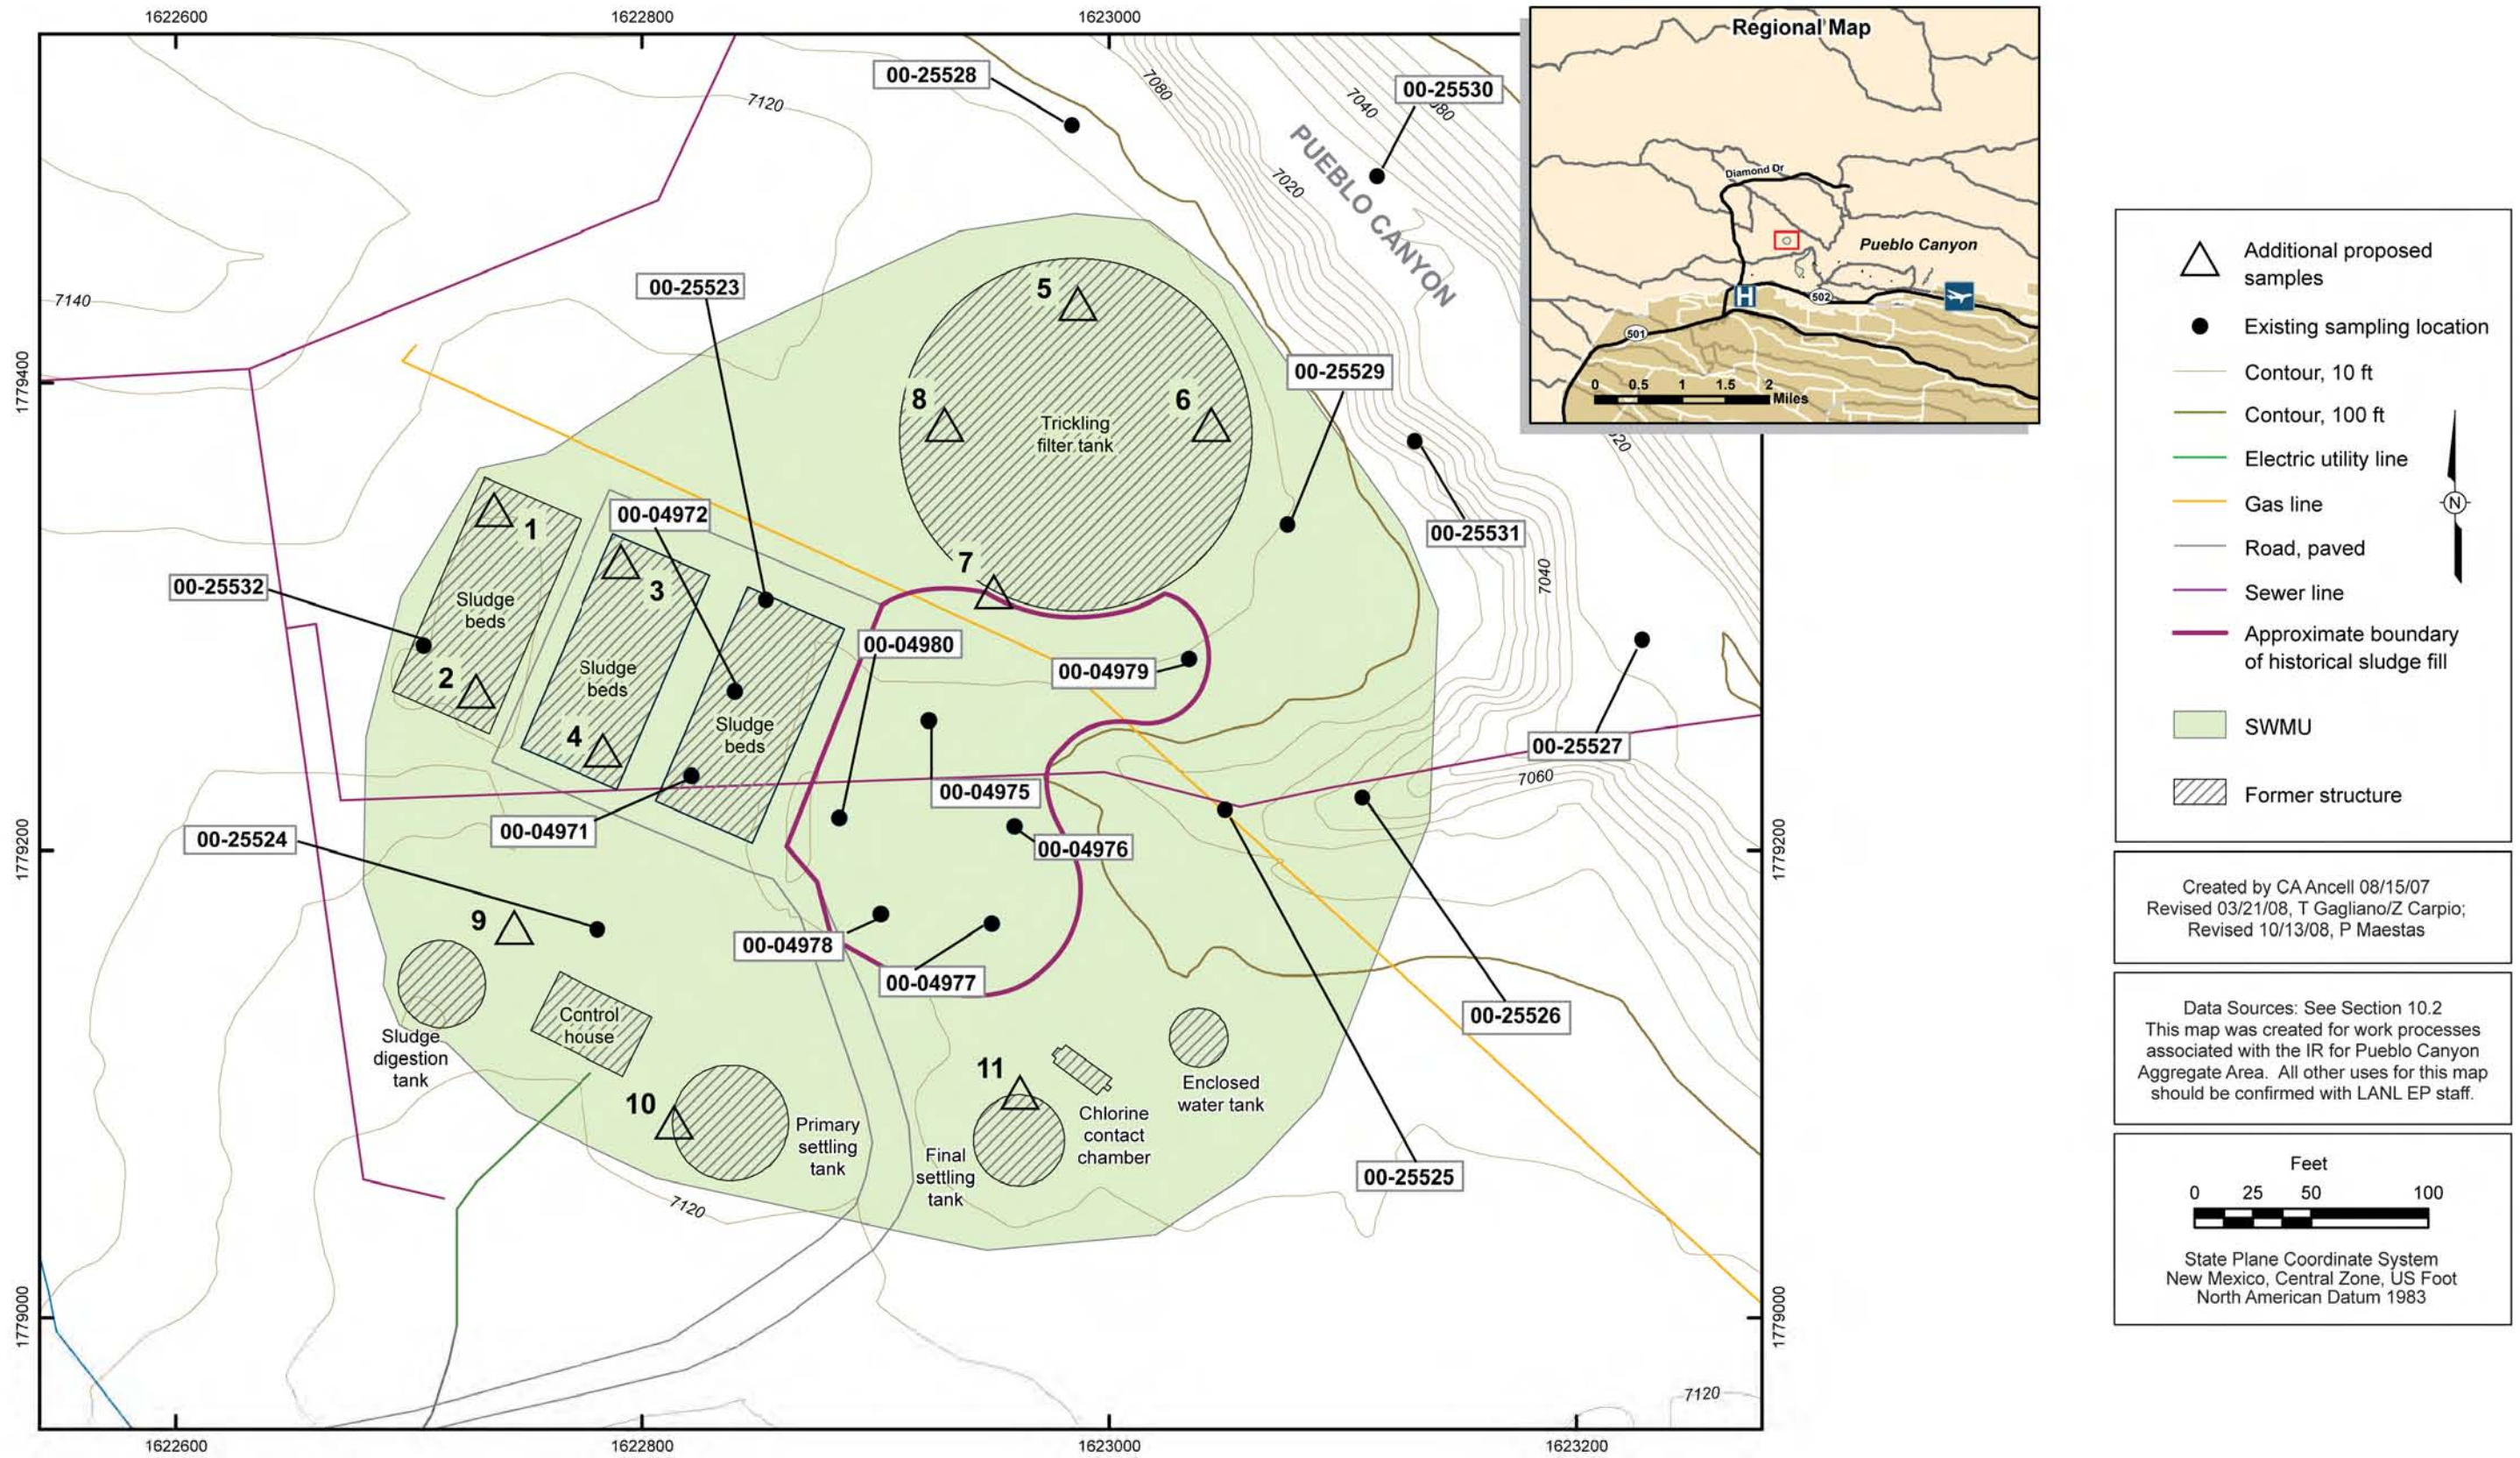 1622600
1622800
1623000
7120
7080
7040
7080
7020
7140
7040
7060
7120
7120
7020
PUEBLO CANYON
1779400
1779200
1779000
1779200
1779000
1622600
1622800
1623000
1623200
00-25528
00-25530
00-25523
00-25529
00-04972
00-25531
00-25532
00-04980
00-04979
00-25527
00-04975
00-04971
00-25524
00-04976
00-04978
00-04977
00-25526
00-25525
5
8
6
Trickling
filter tank
7
1
Sludge
beds
2
3
Sludge
beds
4
Sludge
beds
9
Sludge
digestion
tank
Control
house
10
Primary
settling
tank
11
Final
settling
tank
Chlorine
contact
chamber
Enclosed
water tank
Regional Map
Diamond Dr
Pueblo Canyon
H
502
501
0 0.5 1 1.5 2
Miles
Additional proposed
samples
Existing sampling location
Contour, 10 ft
Contour, 100 ft
Electric utility line
Gas line
N
Road, paved
Sewer line
Approximate boundary
of historical sludge fill
SWMU
Former structure
Created by CA Ancell 08/15/07
Revised 03/21/08, T Gagliano/Z Carpio;
Revised 10/13/08, P Maestas
Data Sources: See Section 10.2
This map was created for work processes
associated with the IR for Pueblo Canyon
Aggregate Area. All other uses for this map
should be confirmed with LANL EP staff.
Feet
0 25 50 100
State Plane Coordinate System
New Mexico, Central Zone, US Foot
North American Datum 1983